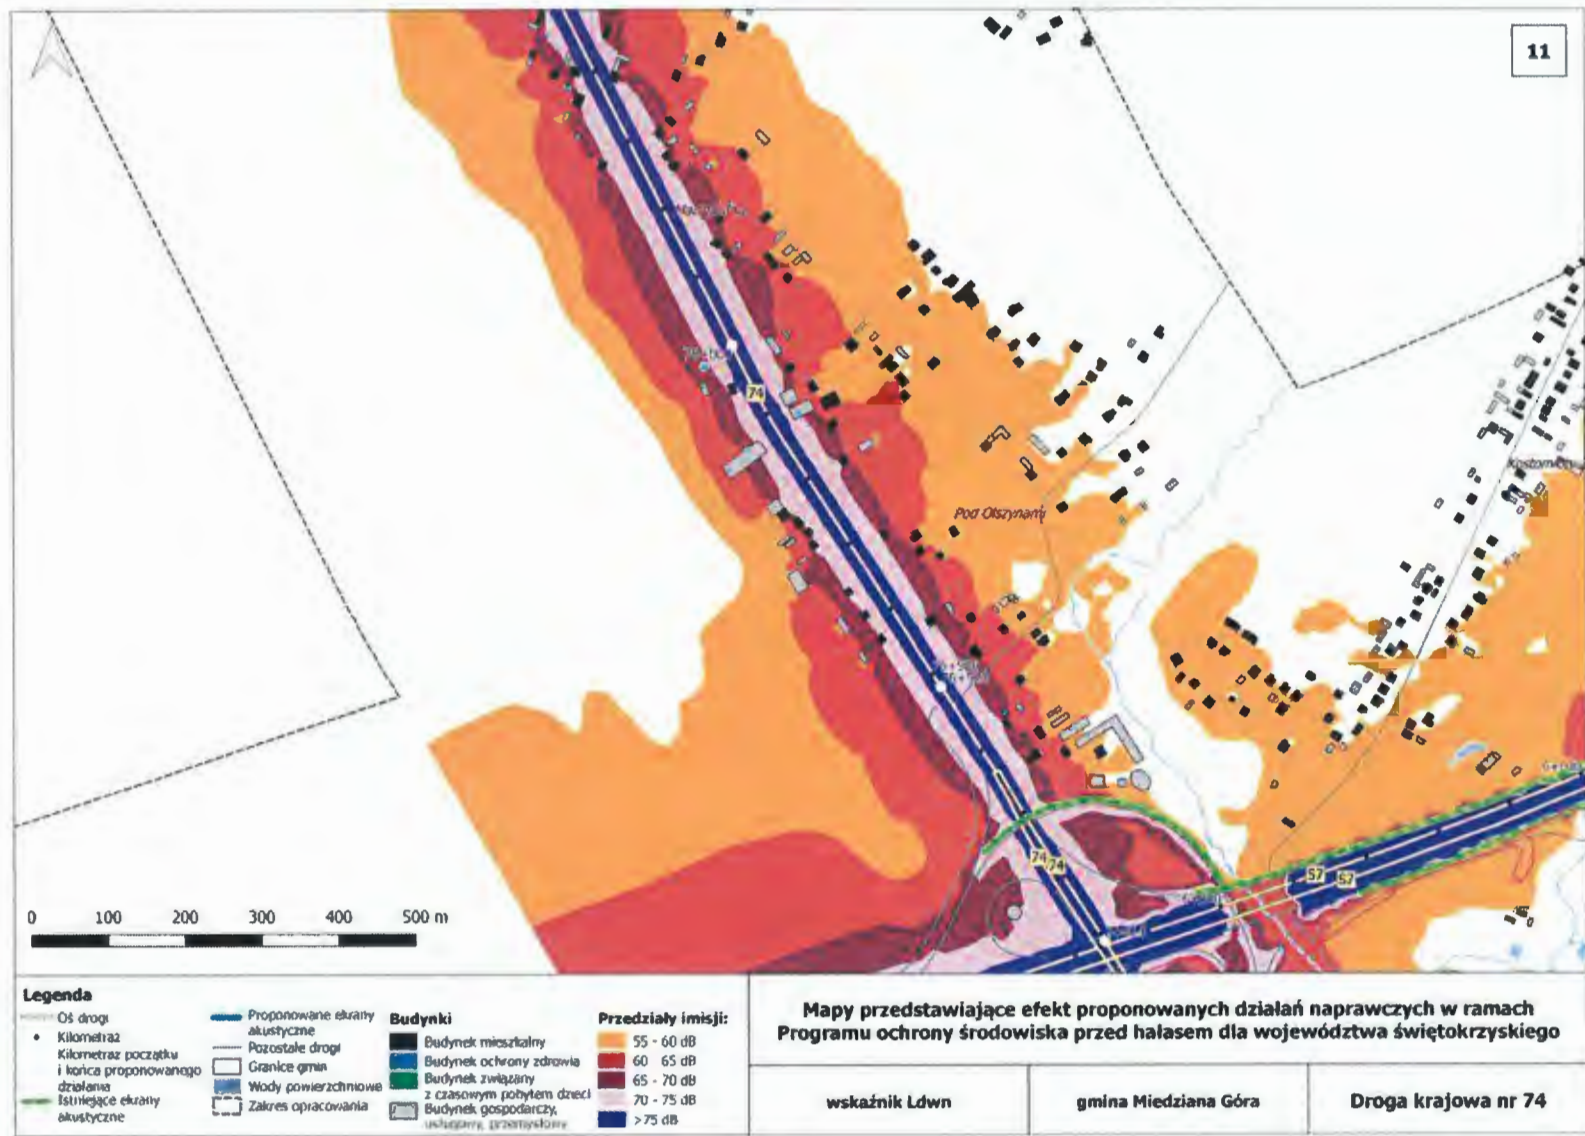 11
74
Pod Olszynami
74
74
S7
S7
0 100 200 300 400 500 m
Legenda
Oś drogi
Kilometraż
Kilometraż początku
i końca proponowanego
działania
Istniejące ekrany
akustyczne
Proponowane ekrany
akustyczne
Pozostałe drogi
Granice gmin
Wody powierzchniowe
Zakres opracowania
Budynki
Budynek mieszkalny
Budynek ochrony zdrowia
Budynek związany
z czasowym pobytem dzieci
Budynek gospodarczy,
usługowy, przemysłowy
Przedziały imisji:
55 - 60 dB
60 65 dB
65 - 70 dB
70 - 75 dB
>75 dB
Mapy przedstawiające efekt proponowanych działań naprawczych w ramach
Programu ochrony środowiska przed hałasem dla województwa świętokrzyskiego
wskaźnik Ldwn
gmina Miedziana Góra
Droga krajowa nr 74